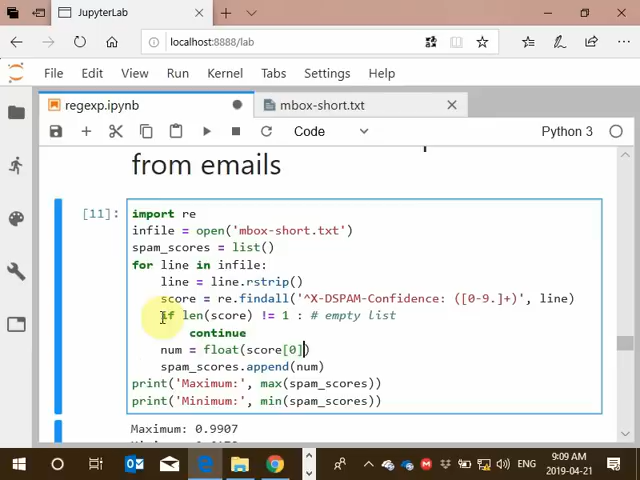 JupyterLab
localhost:8888/lab
File Edit View Run Kernel Tabs Settings Help
regexp.ipynb
mbox-short.txt
Code
Python 3
from emails
[11]:
import re
infile = open('mbox-short.txt')
spam_scores = list()
for line in infile:
line = line.rstrip()
score = re.findall('^X-DSPAM-Confidence: ([0-9.]+)', line)
if len(score) != 1 : # empty list
continue
num = float(score[0])
spam_scores.append(num)
print('Maximum:', max(spam_scores))
print('Minimum:', min(spam_scores))
Maximum: 0.9907
ENG
9:09 AM
2019-04-21